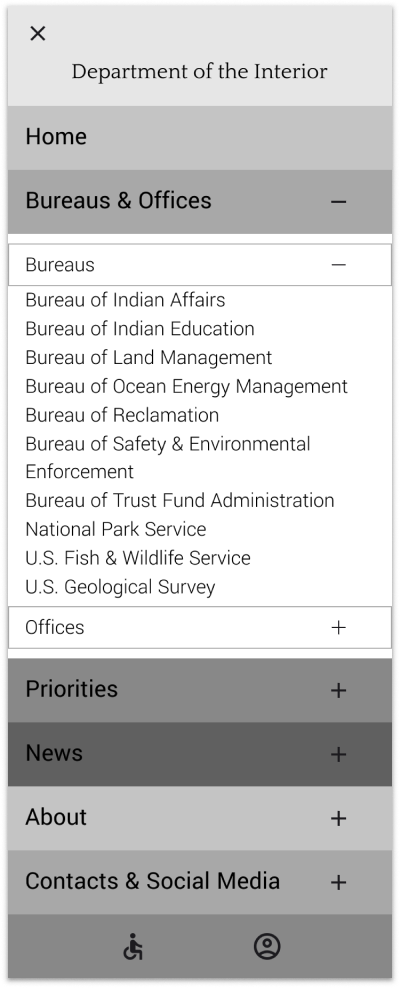 Department of the Interior
Home
Bureaus & Offices
Bureaus
Bureau of Indian Affairs
Bureau of Indian Education
Bureau of Land Management
Bureau of Ocean Energy Management
Bureau of Reclamation
Bureau of Safety & Environmental
Enforcement
Bureau of Trust Fund Administration
National Park Service
U.S. Fish & Wildlife Service
U.S. Geological Survey
Offices
Priorities
News
About
Contacts & Social Media